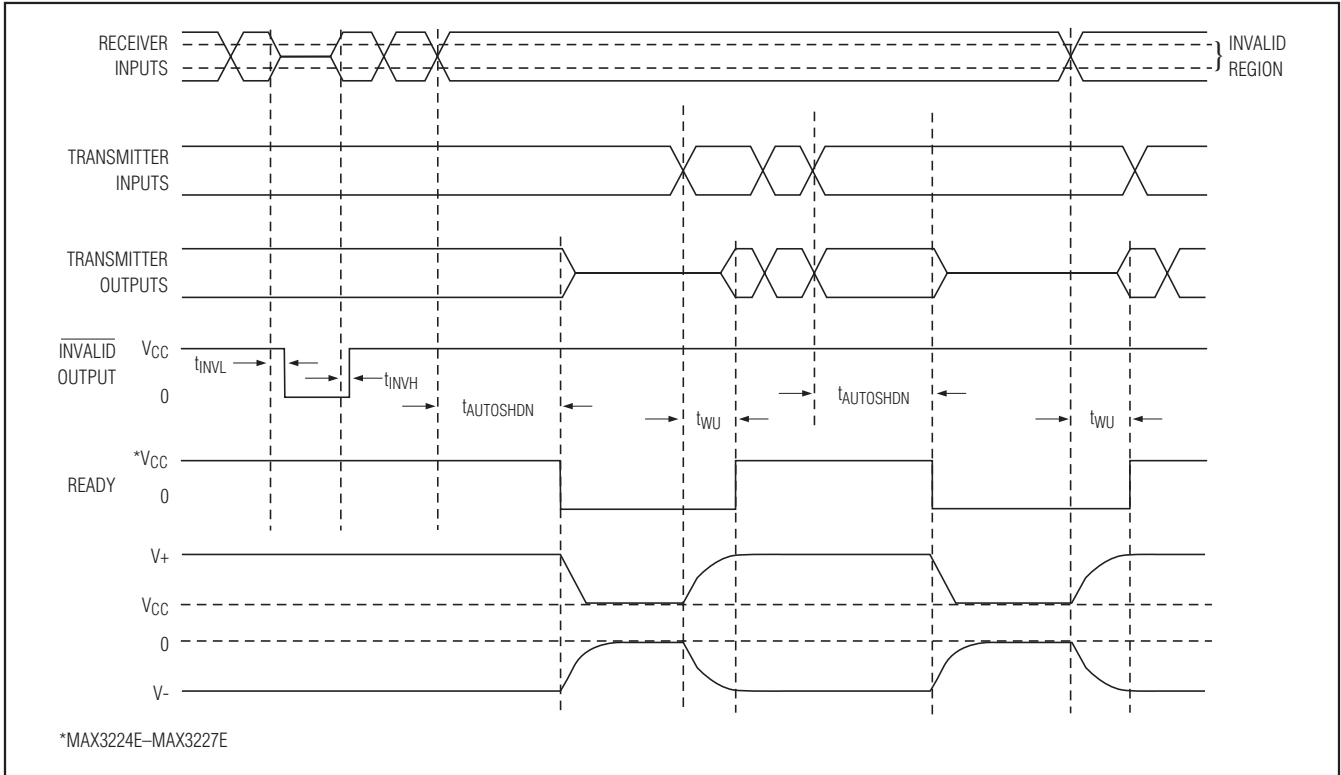 RECEIVER
INPUTS
INVALID
REGION
TRANSMITTER
INPUTS
TRANSMITTER
OUTPUTS
INVALID
OUTPUT
VCC
0
tINVL
tINVH
tAUTOSHDN
tWU
tAUTOSHDN
tWU
READY
*VCC
0
V+
VCC
0
V-
*MAX3224E–MAX3227E